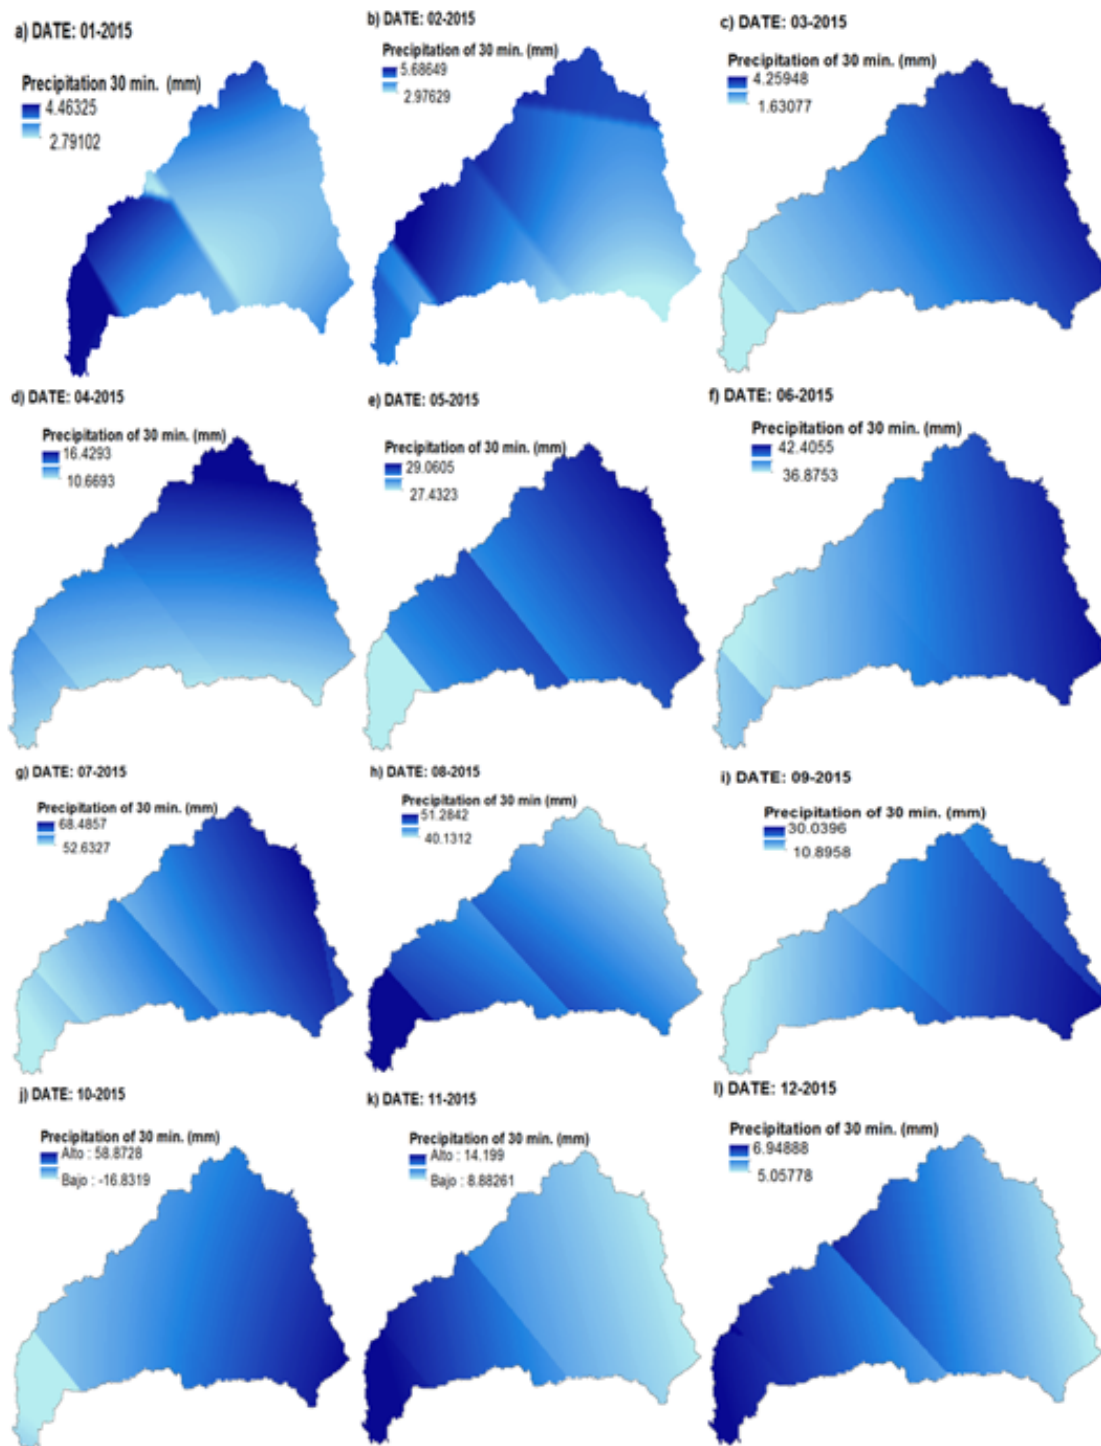 a) DATE: 01-2015
Precipitation 30 min. (mm)
4.46325
2.79102
b) DATE: 02-2015
Precipitation of 30 min. (mm)
5.68649
2.97629
c) DATE: 03-2015
Precipitation of 30 min. (mm)
4.25948
1.63077
d) DATE: 04-2015
Precipitation of 30 min. (mm)
16.4293
10.6693
e) DATE: 05-2015
Precipitation of 30 min. (mm)
29.0605
27.4323
f) DATE: 06-2015
Precipitation of 30 min. (mm)
42.4055
36.8753
g) DATE: 07-2015
Precipitation of 30 min. (mm)
68.4857
52.6327
h) DATE: 08-2015
Precipitation of 30 min (mm)
51.2842
40.1312
i) DATE: 09-2015
Precipitation of 30 min. (mm)
30.0396
10.8958
j) DATE: 10-2015
Precipitation of 30 min. (mm)
Alto : 58.8728
Bajo : -16.8319
k) DATE: 11-2015
Precipitation of 30 min. (mm)
Alto : 14.199
Bajo : 8.88261
l) DATE: 12-2015
Precipitation of 30 min. (mm)
6.94888
5.05778